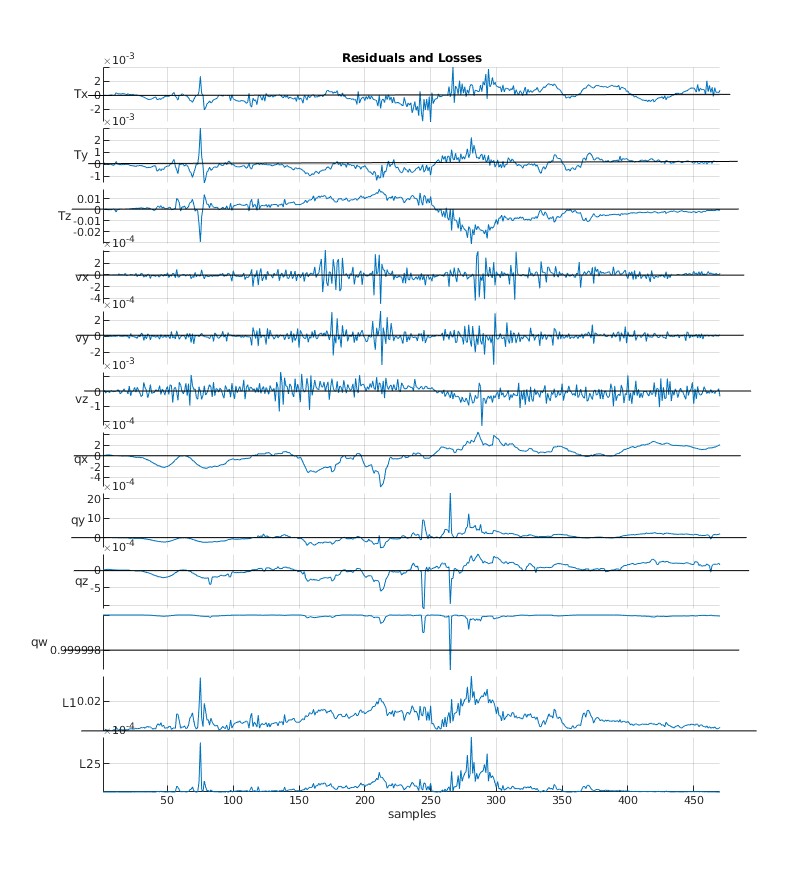 Residuals and Losses
×10-3
Tx
2
0
-2
×10-3
Ty
2
1
0
-1
Tz
0.01
0
-0.01
-0.02
×10-4
vx
2
0
-2
-4
×10-4
vy
2
0
-2
×10-3
vz
0
-1
×10-4
qx
2
0
-2
-4
×10-4
qy
20
10
0
×10-4
qz
0
-5
qw
0.999998
L1
0.02
×10-4
L2
5
50 100 150 200 250 300 350 400 450
samples